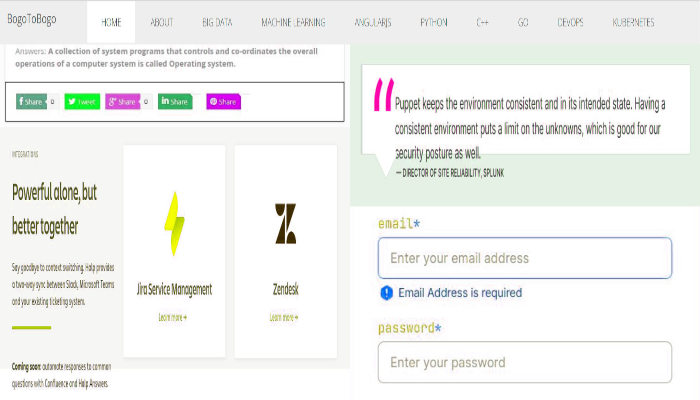 BogoToBogo HOME ABOUT BIG DATA MACHINE LEARNING ANGULARJS PYTHON C++ GO DEVOPS KUBERNETES
Answers: A collection of system programs that controls and co-ordinates the overall
operations of a computer system is called Operating system.
f Share 0 Tweet g+ Share 0 in Share Share
INTEGRATIONS
Powerful alone, but
better together
Say goodbye to context switching. Halp provides
a two-way sync between Slack, Microsoft Teams
and your existing ticketing system.
Coming soon: automate responses to common
questions with Confluence and Halp Answers.
Jira Service Management
Learn more →
Zendesk
Learn more →
“Puppet keeps the environment consistent and in its intended state. Having a
consistent environment puts a limit on the unknowns, which is good for our
security posture as well.
— DIRECTOR OF SITE RELIABILITY, SPLUNK
email*
Enter your email address
Email Address is required
password*
Enter your password